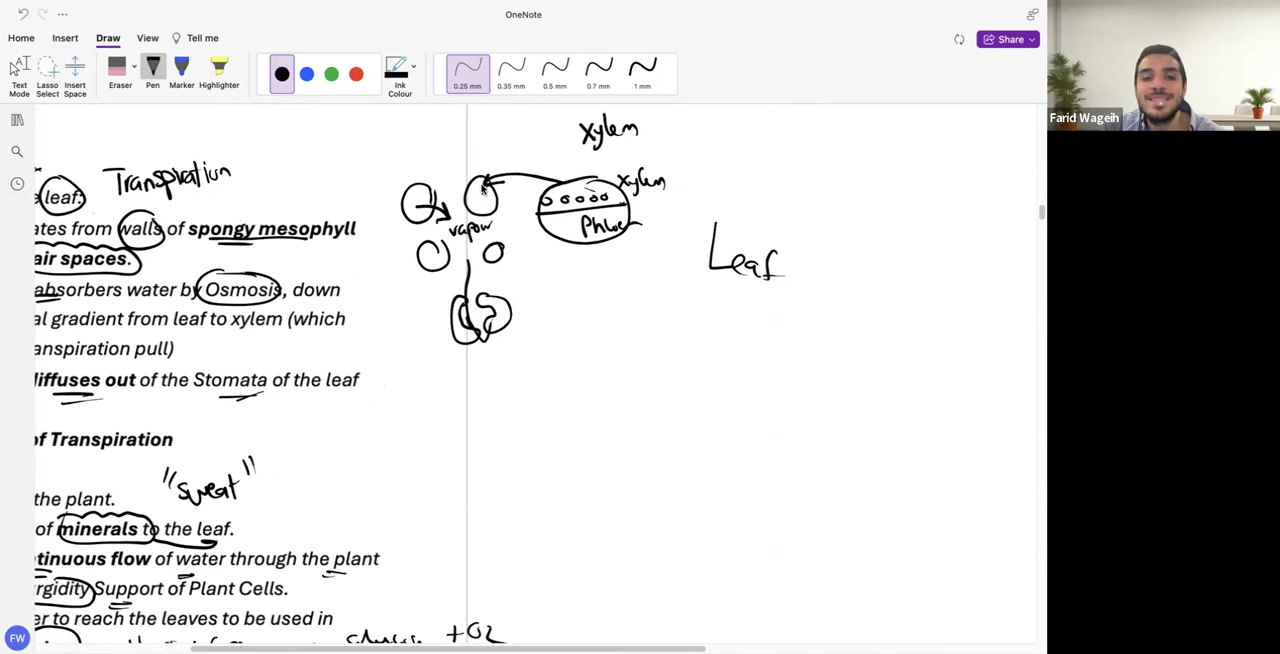 OneNote
Home Insert Draw View Tell me
Share
Text Mode Lasso Select Insert Space Eraser Pen Marker Highlighter Ink Colour 0.25 mm 0.35 mm 0.5 mm 0.7 mm 1 mm
Farid Wageih
xylem
Transpiration
xylem
leaf:
ates from walls of spongy mesophyll
vapour
Phloem
air spaces.
Leaf
absorbers water by Osmosis, down
al gradient from leaf to xylem (which
anspiration pull)
iffuses out of the Stomata of the leaf
of Transpiration
"sweat"
the plant.
of minerals to the leaf.
tinuous flow of water through the plant
rgidity Support of Plant Cells.
er to reach the leaves to be used in
+O2
FW